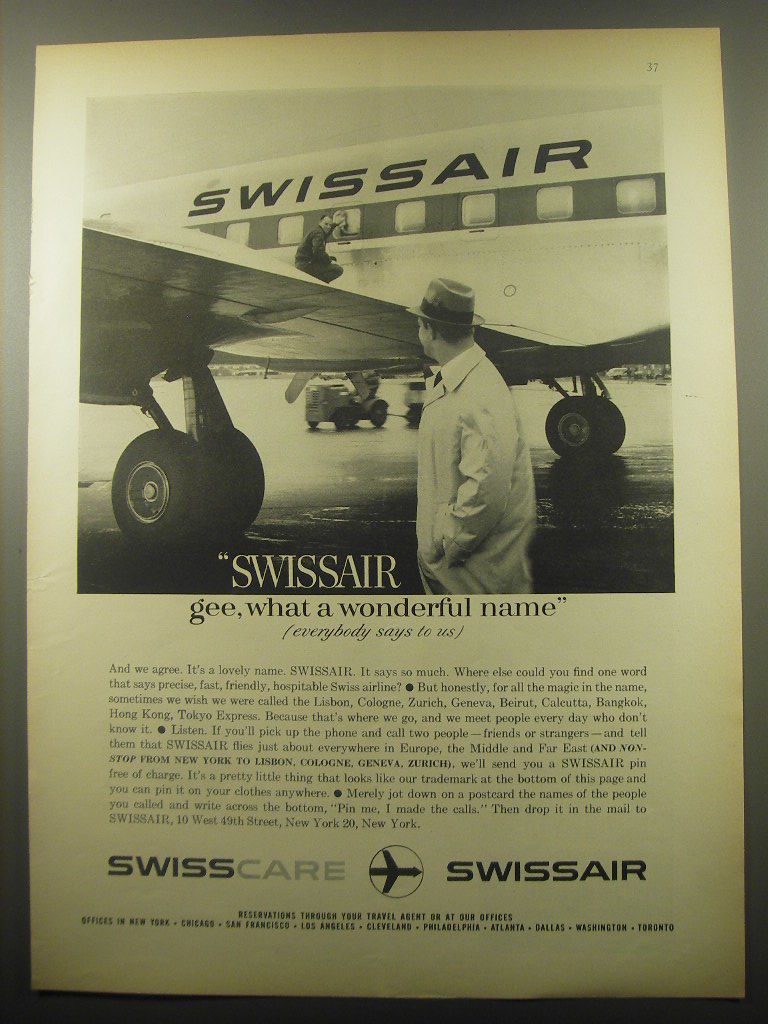 37
SWISSAIR
“SWISSAIR
gee, what a wonderful name”
(everybody says to us)
And we agree. It's a lovely name. SWISSAIR. It says so much. Where else could you find one word
that says precise, fast, friendly, hospitable Swiss airline? ● But honestly, for all the magic in the name,
sometimes we wish we were called the Lisbon, Cologne, Zurich, Geneva, Beirut, Calcutta, Bangkok,
Hong Kong, Tokyo Express. Because that's where we go, and we meet people every day who don't
know it. ● Listen. If you'll pick up the phone and call two people—friends or strangers—and tell
them that SWISSAIR flies just about everywhere in Europe, the Middle and Far East (AND NON-
STOP FROM NEW YORK TO LISBON, COLOGNE, GENEVA, ZURICH), we'll send you a SWISSAIR pin
free of charge. It's a pretty little thing that looks like our trademark at the bottom of this page and
you can pin it on your clothes anywhere. ● Merely jot down on a postcard the names of the people
you called and write across the bottom, "Pin me, I made the calls." Then drop it in the mail to
SWISSAIR, 10 West 49th Street, New York 20, New York.
SWISSCARE SWISSAIR
RESERVATIONS THROUGH YOUR TRAVEL AGENT OR AT OUR OFFICES
OFFICES IN NEW YORK • CHICAGO • SAN FRANCISCO • LOS ANGELES • CLEVELAND • PHILADELPHIA • ATLANTA • DALLAS • WASHINGTON • TORONTO